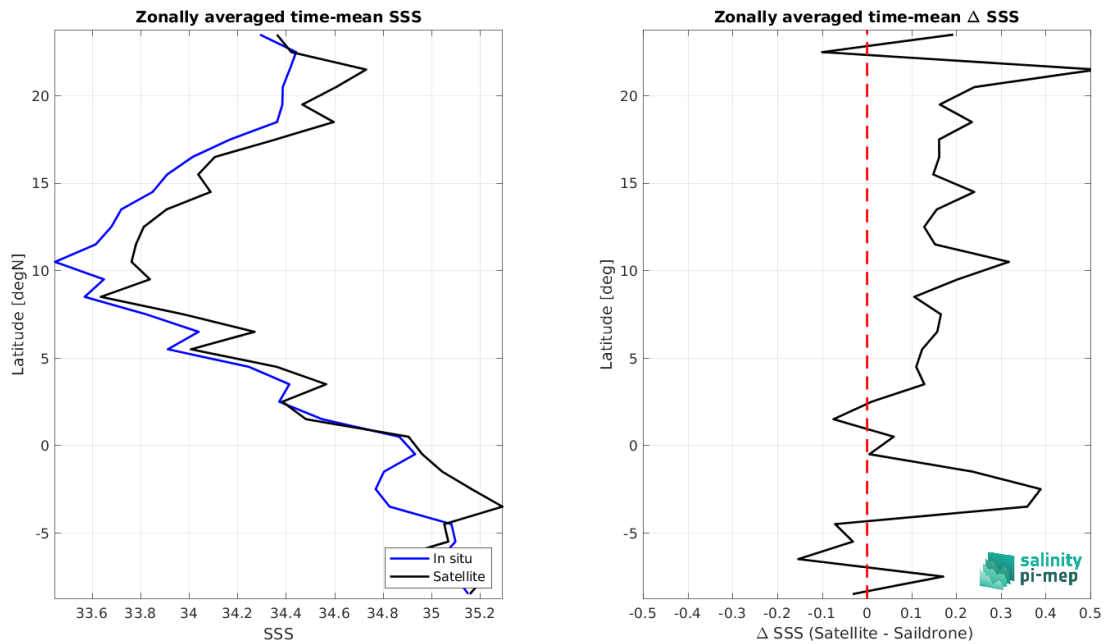 Zonally averaged time-mean SSS
Latitude [degN]
20
15
10
5
0
-5
33.6 33.8 34 34.2 34.4 34.6 34.8 35 35.2
SSS
In situ
Satellite
Zonally averaged time-mean Δ SSS
Latitude [deg]
20
15
10
5
0
-5
-0.5 -0.4 -0.3 -0.2 -0.1 0 0.1 0.2 0.3 0.4 0.5
Δ SSS (Satellite - Saildrone)
salinity
pi-mep